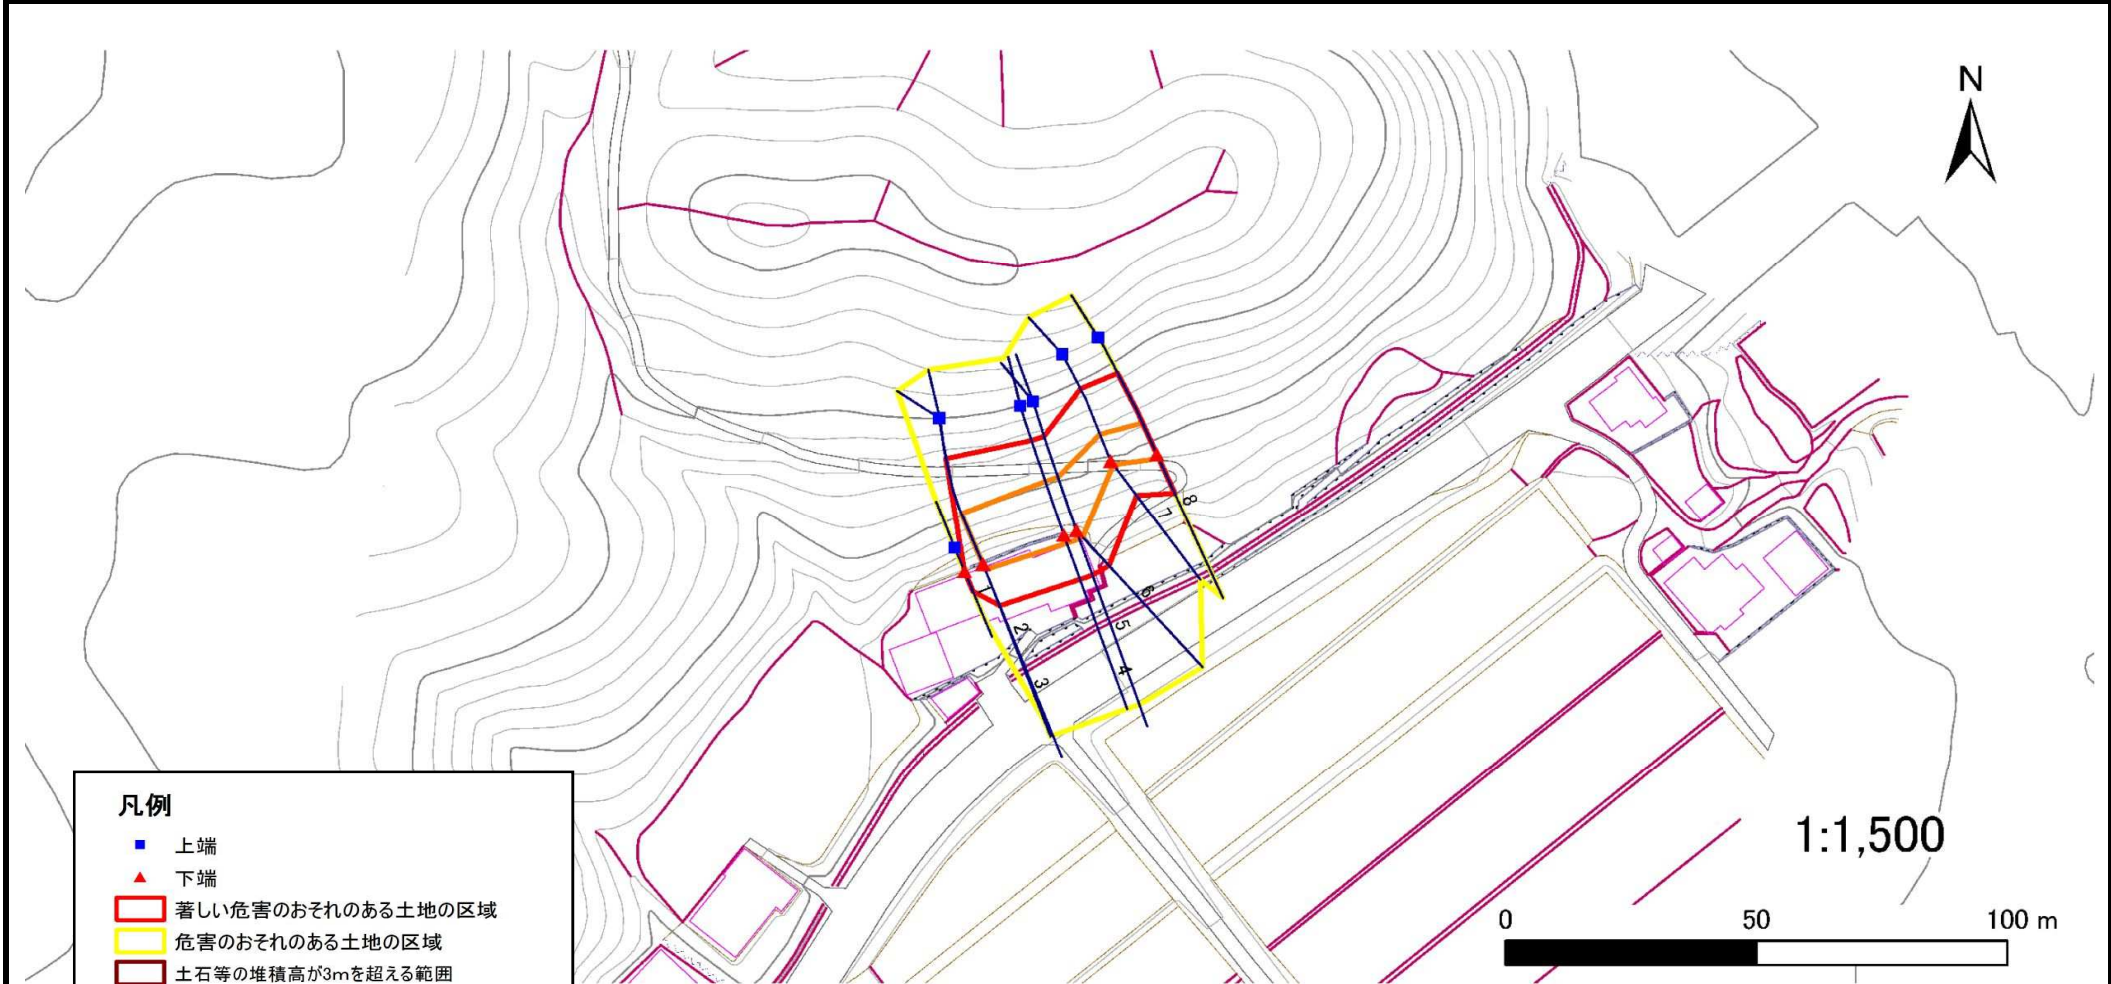 N
8
7
1
6
2
5
4
3
凡例
上端
下端
著しい危害のおそれのある土地の区域
危害のおそれのある土地の区域
土石等の堆積高が3mを超える範囲
1:1,500
0 50 100 m